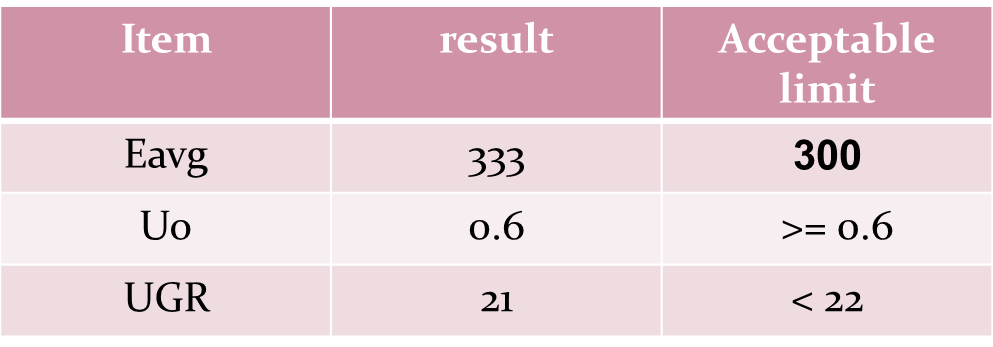 Item result Acceptable
limit
Eavg 333 300
Uo 0.6 >= 0.6
UGR 21 < 22